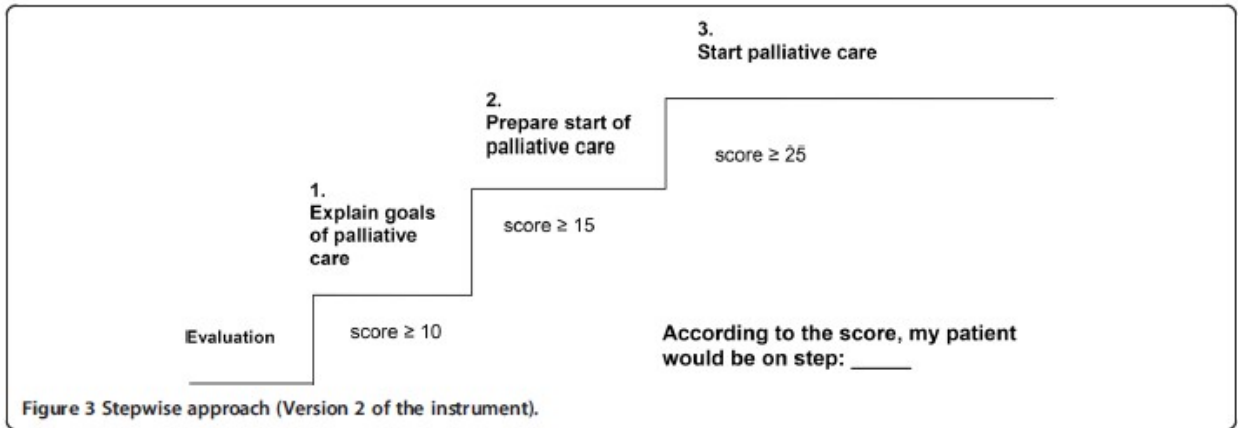 3.
Start palliative care
2.
Prepare start of
palliative care
score ≥ 25
1.
Explain goals
of palliative
care
score ≥ 15
Evaluation
score ≥ 10
According to the score, my patient
would be on step: _____
Figure 3 Stepwise approach (Version 2 of the instrument).